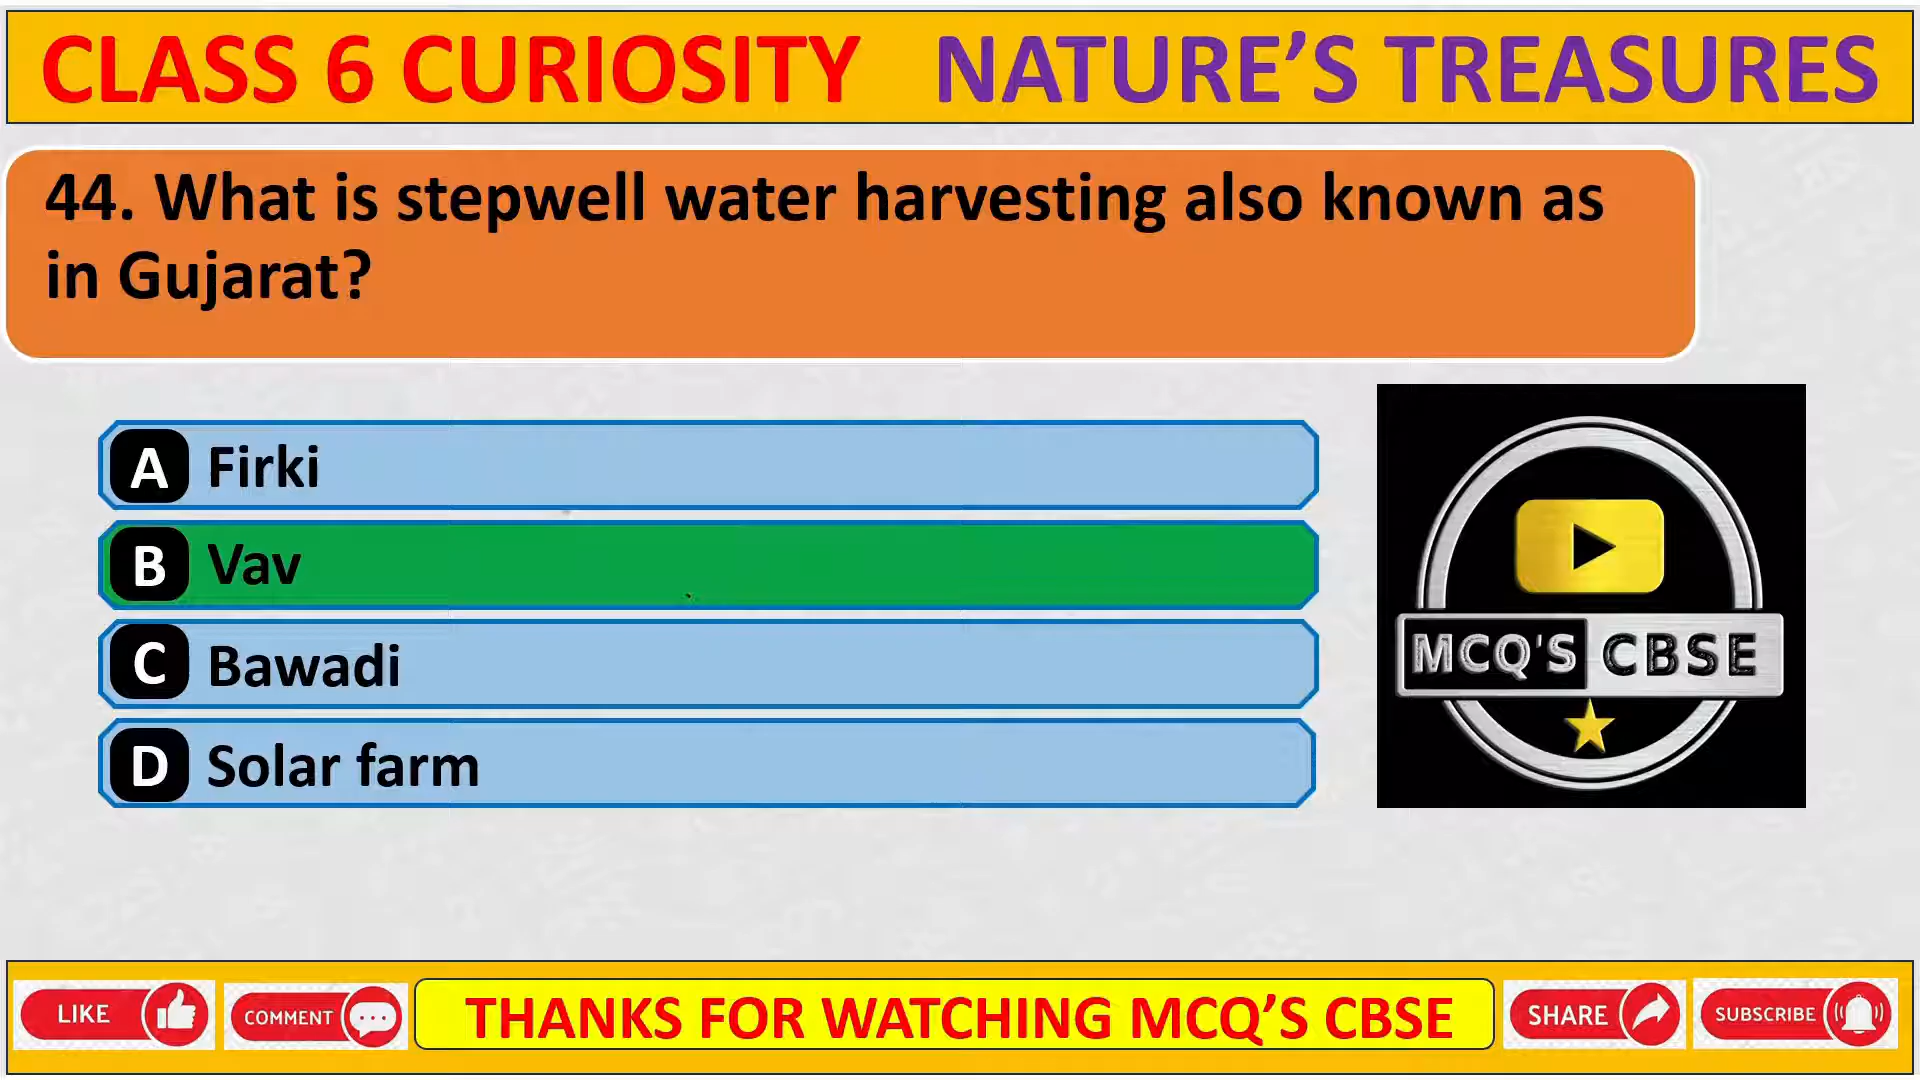 CLASS 6 CURIOSITY NATURE’S TREASURES
44. What is stepwell water harvesting also known as
in Gujarat?
A Firki
B Vav
C Bawadi
D Solar farm
MCQ'S CBSE
LIKE COMMENT THANKS FOR WATCHING MCQ’S CBSE SHARE SUBSCRIBE